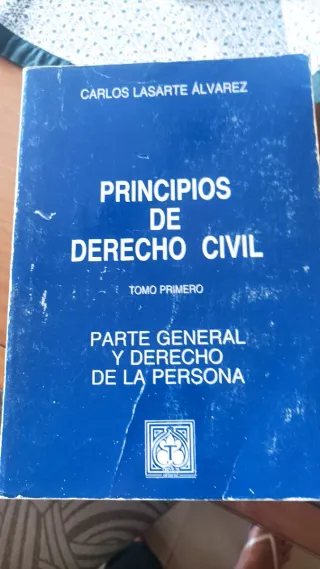 CARLOS LASARTE ÁLVAREZ
PRINCIPIOS
DE
DERECHO CIVIL
TOMO PRIMERO
PARTE GENERAL
Y DERECHO
DE LA PERSONA
T